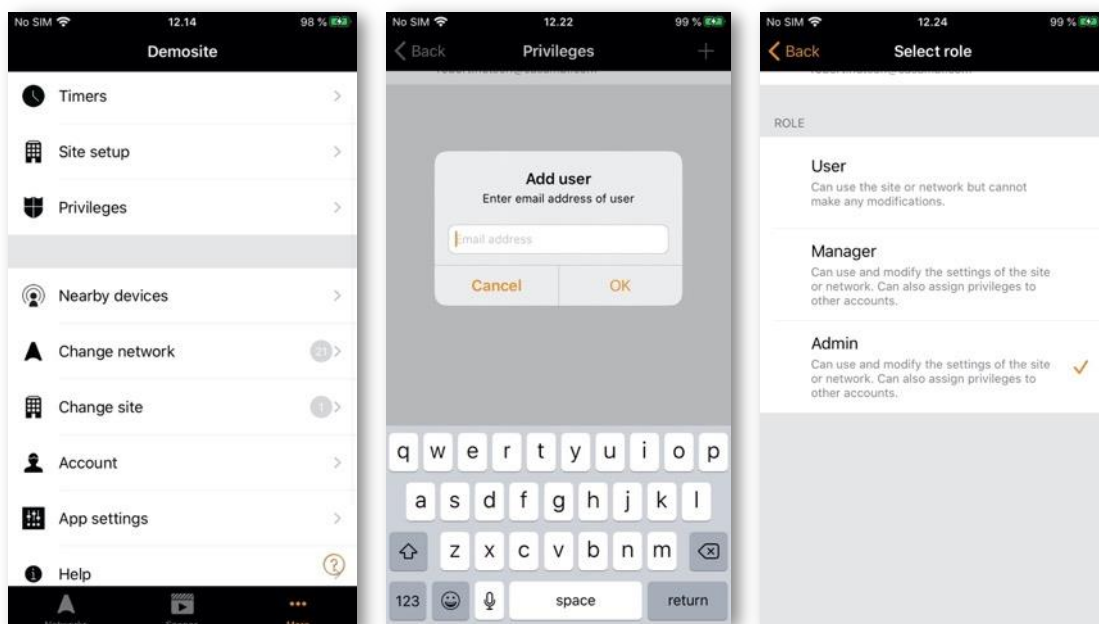 No SIM 12.14 98 %
Demosite
Timers
Site setup
Privileges
Nearby devices
Change network 21
Change site 1
Account
App settings
Help
?
More
No SIM 12.22 99 %
Back Privileges +
Add user
Enter email address of user
Email address
Cancel OK
q w e r t y u i o p
a s d f g h j k l
z x c v b n m
123 space return
No SIM 12.24 99 %
Back Select role
ROLE
User
Can use the site or network but cannot
make any modifications.
Manager
Can use and modify the settings of the site
or network. Can also assign privileges to
other accounts.
Admin
Can use and modify the settings of the site
or network. Can also assign privileges to
other accounts.